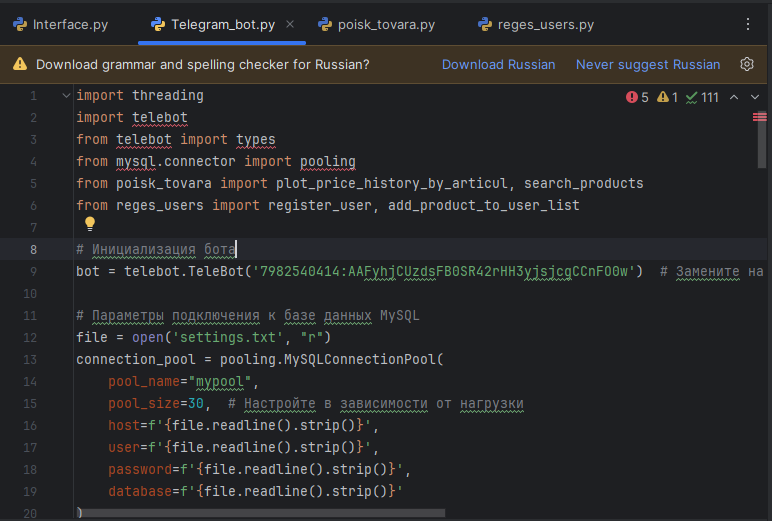 Interface.py Telegram_bot.py poisk_tovara.py reges_users.py
Download grammar and spelling checker for Russian? Download Russian Never suggest Russian
5 1 111
1 import threading
2 import telebot
3 from telebot import types
4 from mysql.connector import pooling
5 from poisk_tovara import plot_price_history_by_articul, search_products
6 from reges_users import register_user, add_product_to_user_list
7
8 # Инициализация бота
9 bot = telebot.TeleBot('') # Замените на
10
11 # Параметры подключения к базе данных MySQL
12 file = open('settings.txt', "r")
13 connection_pool = pooling.MySQLConnectionPool(
14 pool_name="mypool",
15 pool_size=30, # Настройте в зависимости от нагрузки
16 host=f'{file.readline().strip()}',
17 user=f'{file.readline().strip()}',
18 password=f'{file.readline().strip()}',
19 database=f'{file.readline().strip()}'
20 )